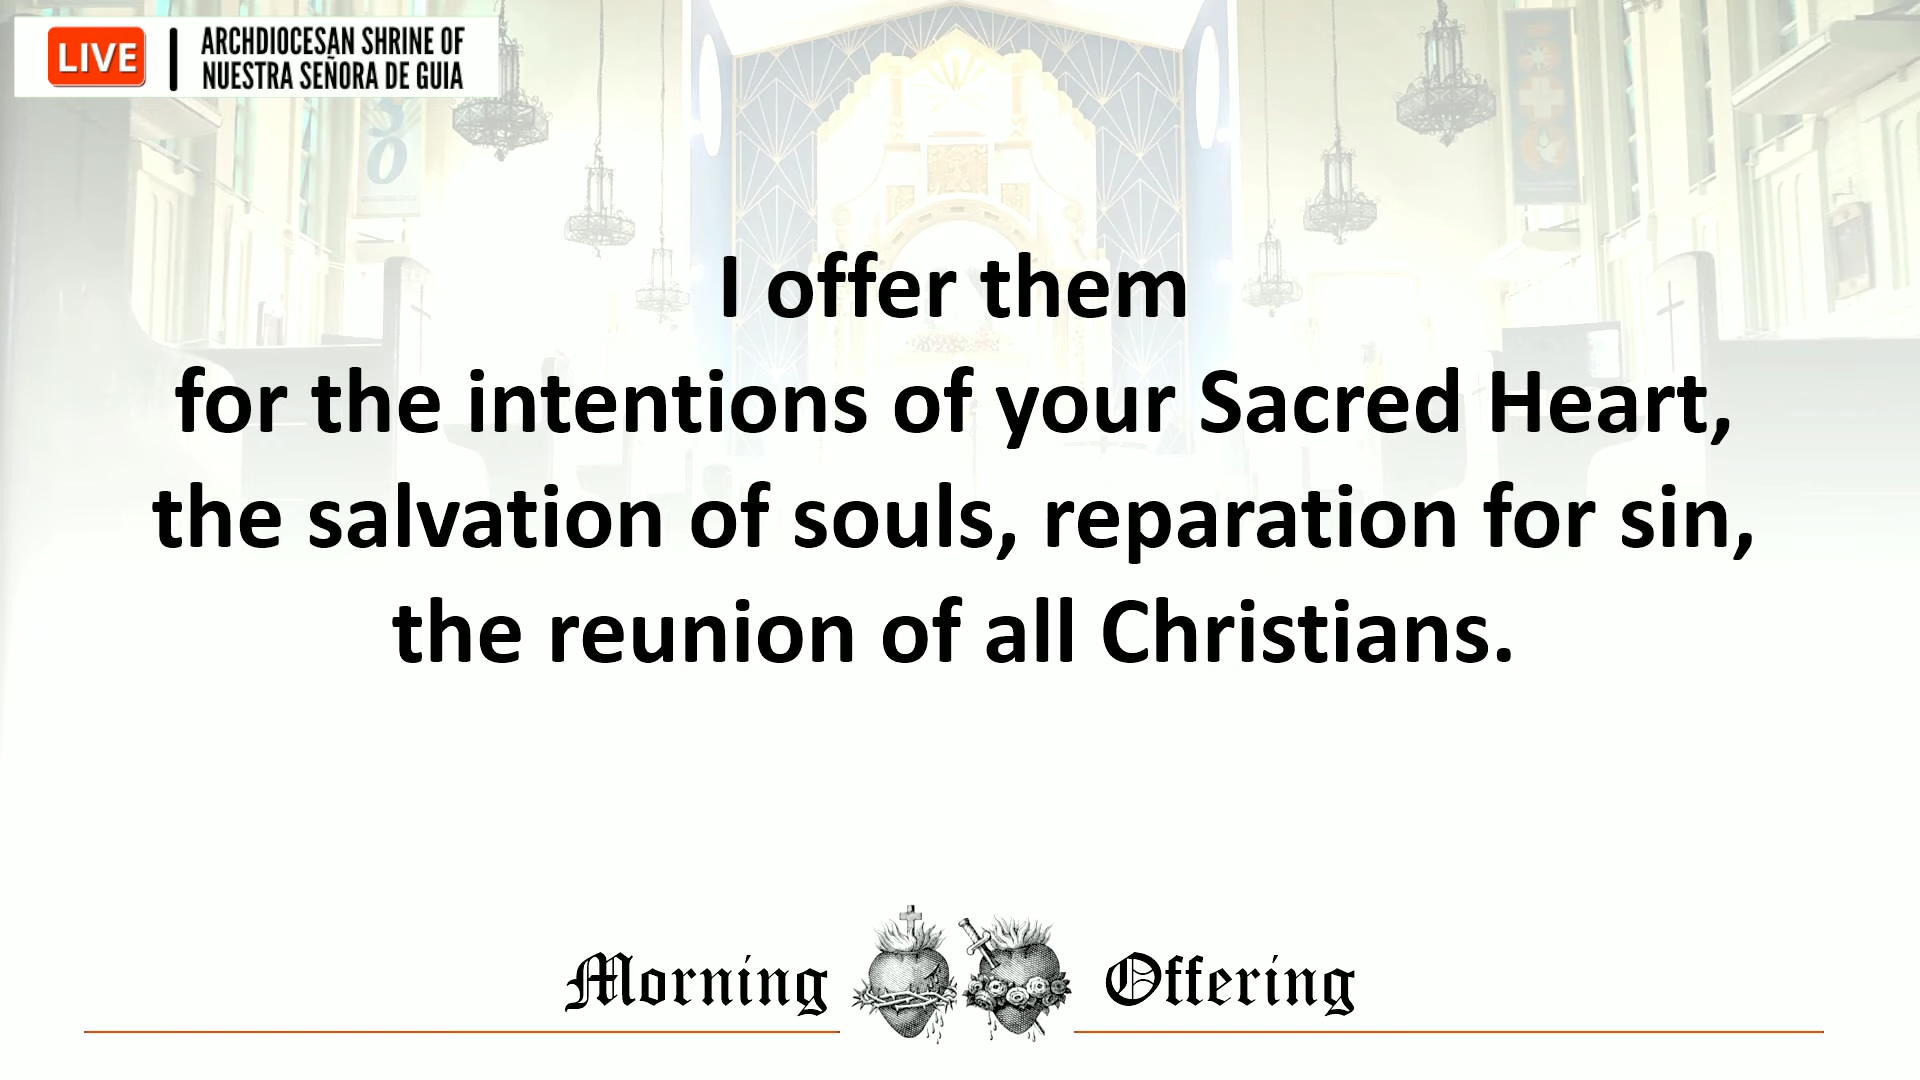 LIVE
ARCHDIOCESAN SHRINE OF
NUESTRA SEÑORA DE GUIA
I offer them
for the intentions of your Sacred Heart,
the salvation of souls, reparation for sin,
the reunion of all Christians.
Morning Offering